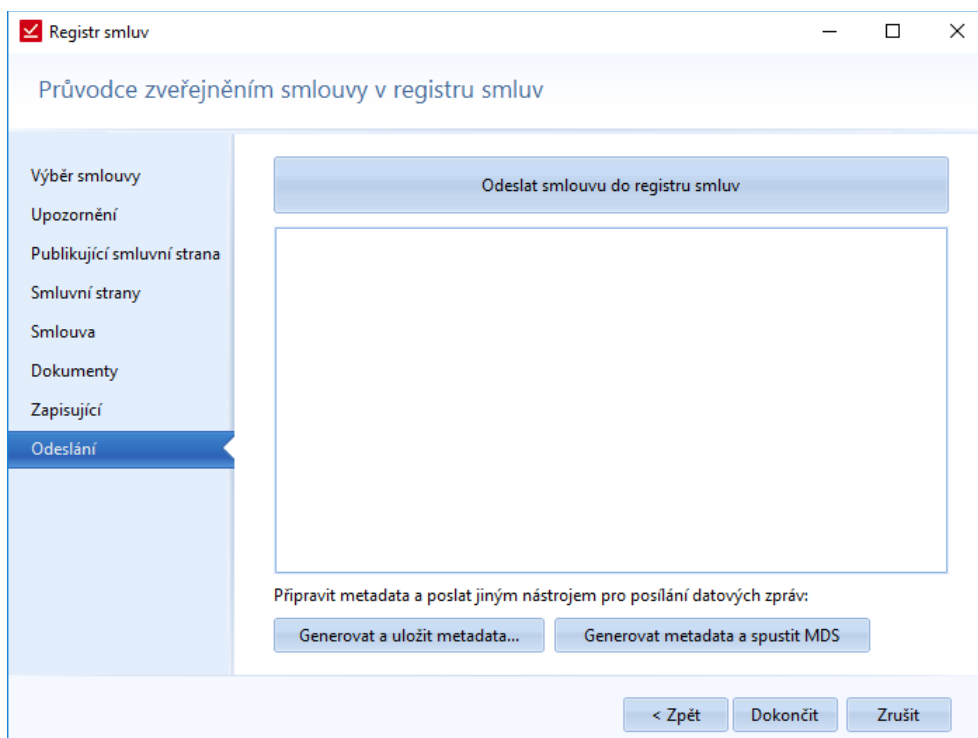 Registr smluv
Průvodce zveřejněním smlouvy v registru smluv
Výběr smlouvy
Upozornění
Publikující smluvní strana
Smluvní strany
Smlouva
Dokumenty
Zapisující
Odeslání
Odeslat smlouvu do registru smluv
Připravit metadata a poslat jiným nástrojem pro posílání datových zpráv:
Generovat a uložit metadata...
Generovat metadata a spustit MDS
< Zpět
Dokončit
Zrušit